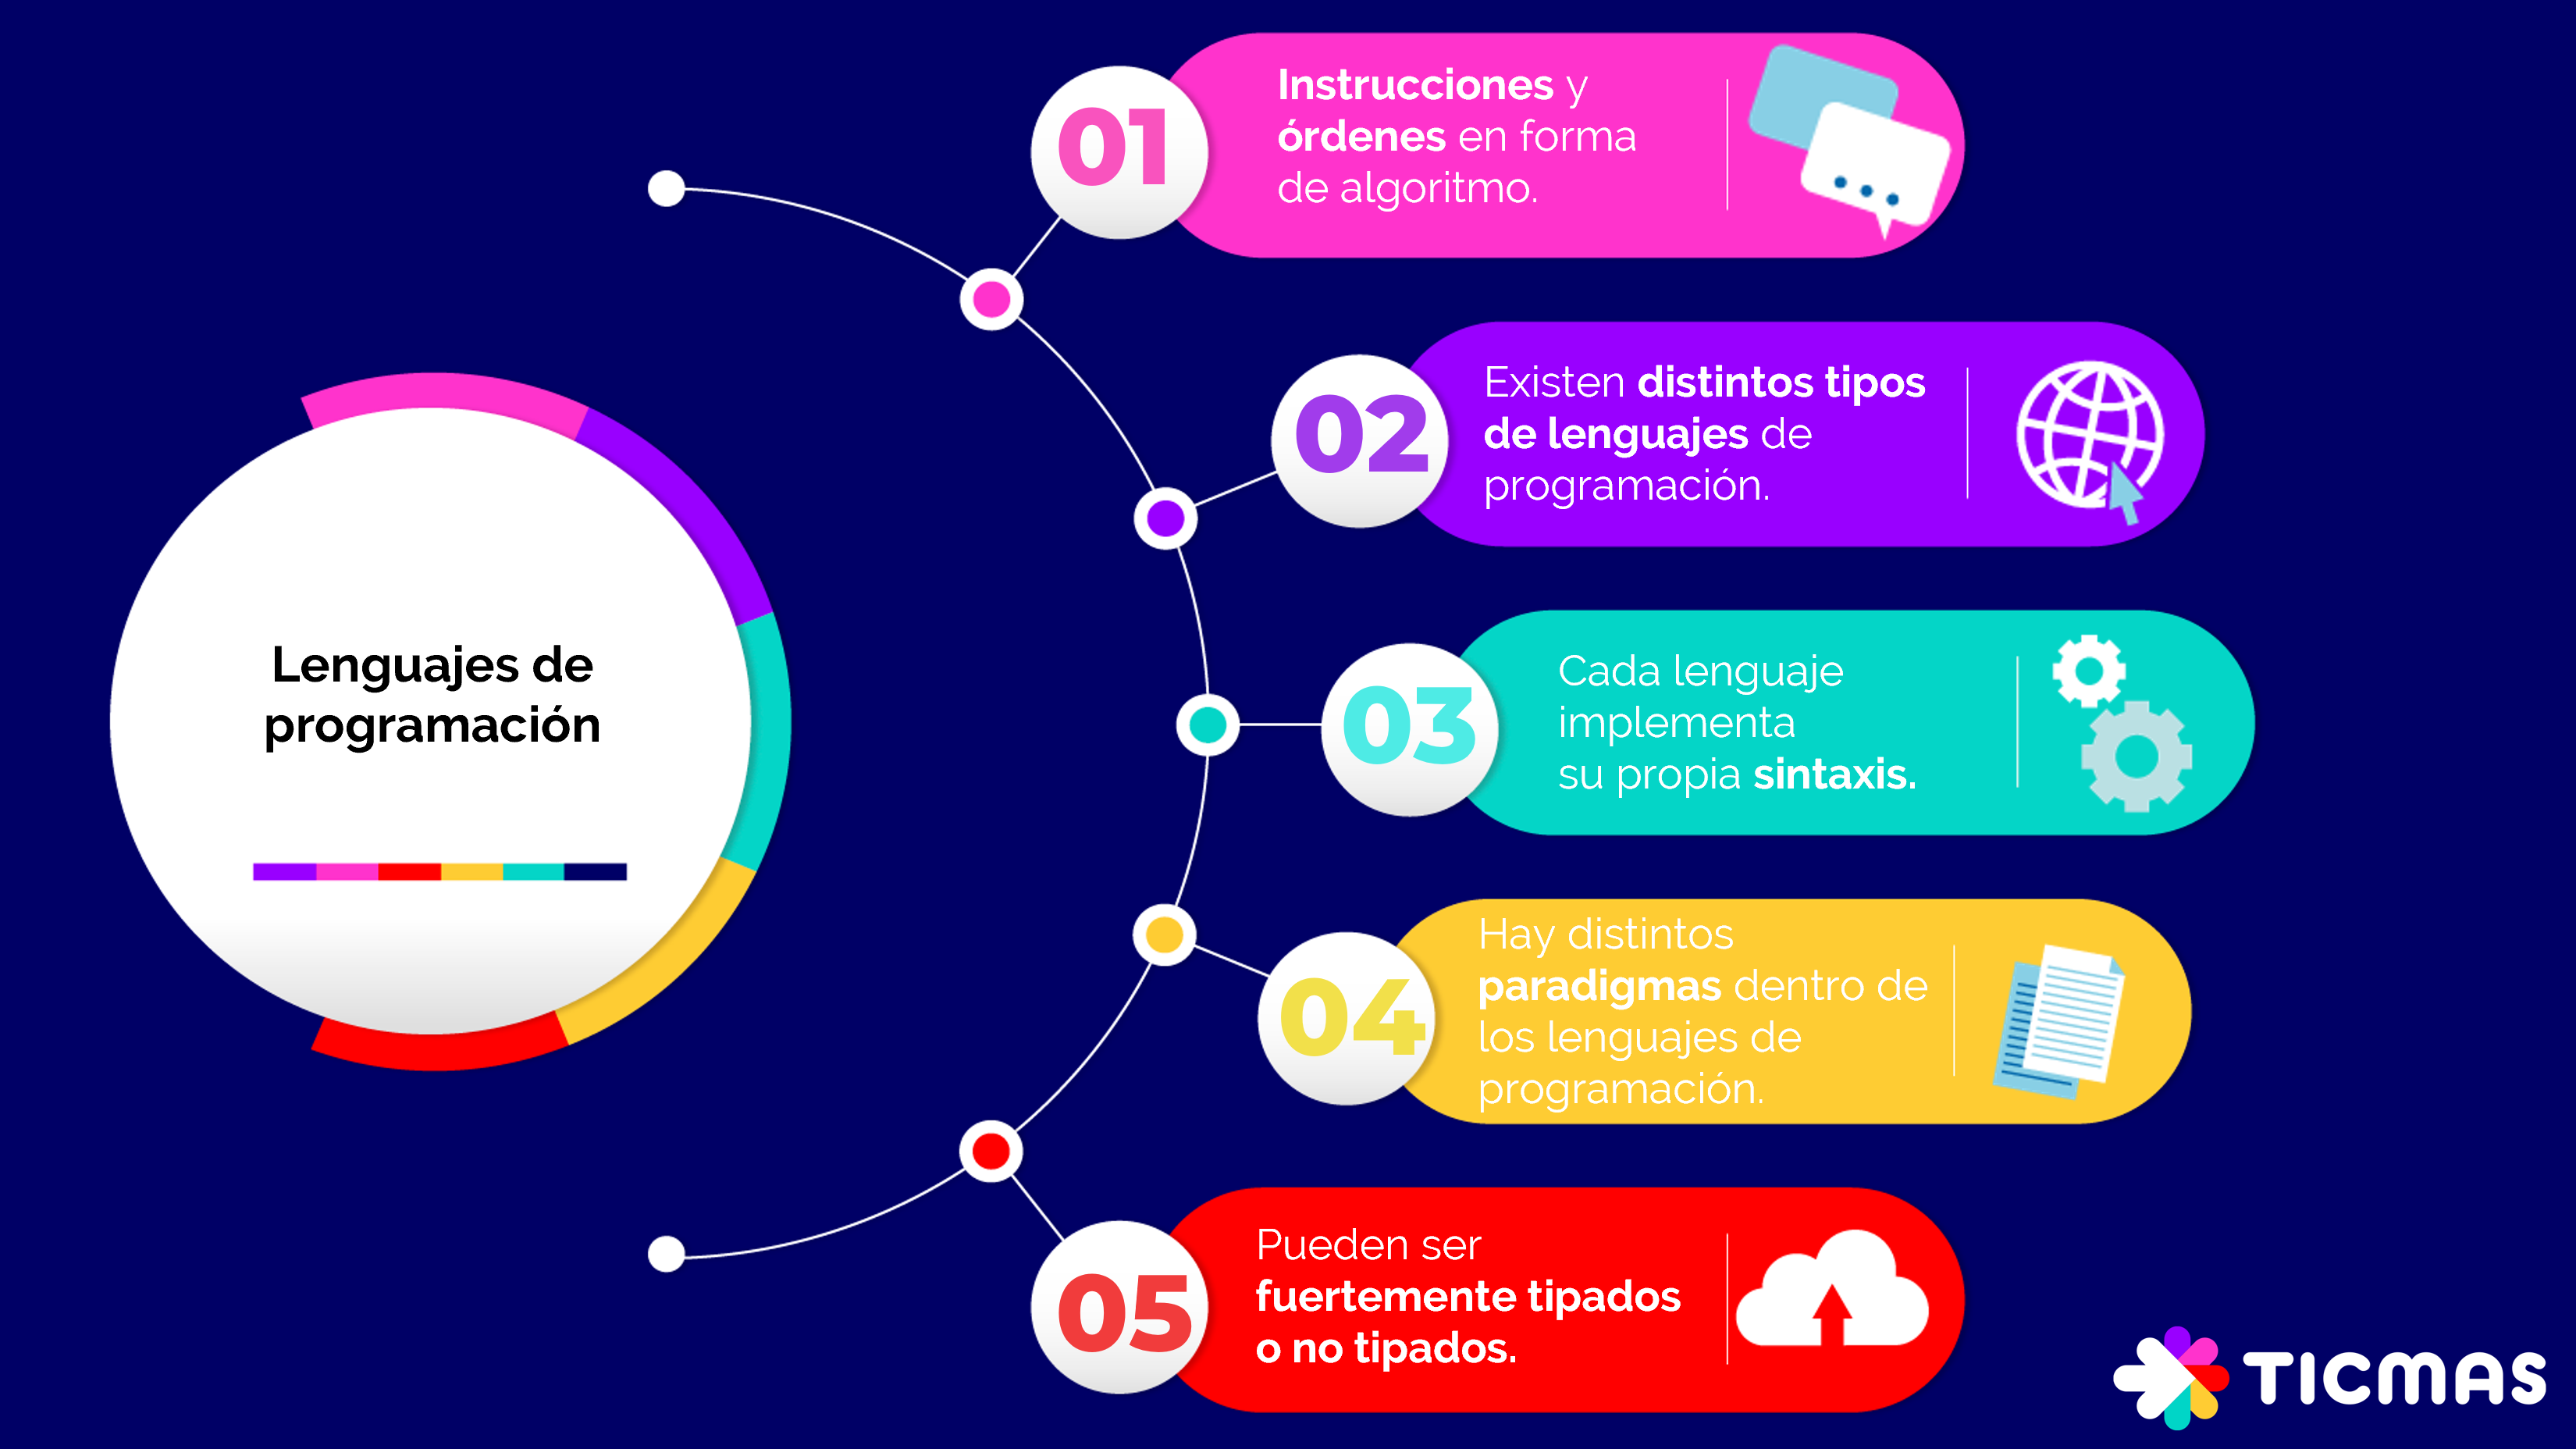 Lenguajes de
programación
01
Instrucciones y
órdenes en forma
de algoritmo.
02
Existen distintos tipos
de lenguajes de
programación.
03
Cada lenguaje
implementa
su propia sintaxis.
04
Hay distintos
paradigmas dentro de
los lenguajes de
programación.
05
Pueden ser
fuertemente tipados
o no tipados.
TICMAS